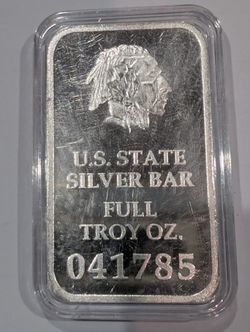 U.S. STATE
SILVER BAR
FULL
TROY OZ.
041785